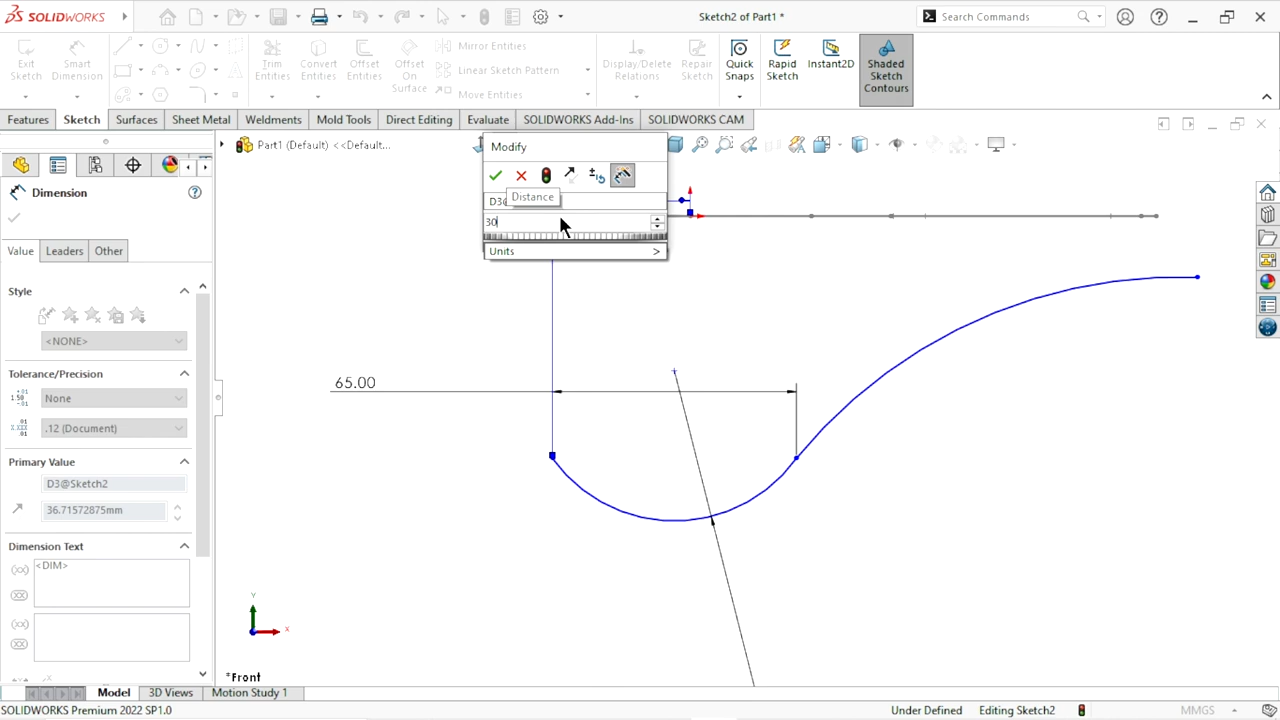 SOLIDWORKS
Sketch2 of Part1 *
Search Commands
Exit Sketch
Smart Dimension
Trim Entities
Convert Entities
Offset Entities
Offset On Surface
Mirror Entities
Linear Sketch Pattern
Move Entities
Display/Delete Relations
Repair Sketch
Quick Snaps
Rapid Sketch
Instant2D
Shaded Sketch Contours
Features
Sketch
Surfaces
Sheet Metal
Weldments
Mold Tools
Direct Editing
Evaluate
SOLIDWORKS Add-Ins
SOLIDWORKS CAM
Part1 (Default) <<Default...
Modify
D3@
Distance
30
Units >
Dimension
Value
Leaders
Other
Style
<NONE>
Tolerance/Precision
None
.12 (Document)
Primary Value
D3@Sketch2
36.71572875mm
Dimension Text
<DIM>
65.00
Y
X
*Front
Model
3D Views
Motion Study 1
SOLIDWORKS Premium 2022 SP1.0
Under Defined
Editing Sketch2
MMGS